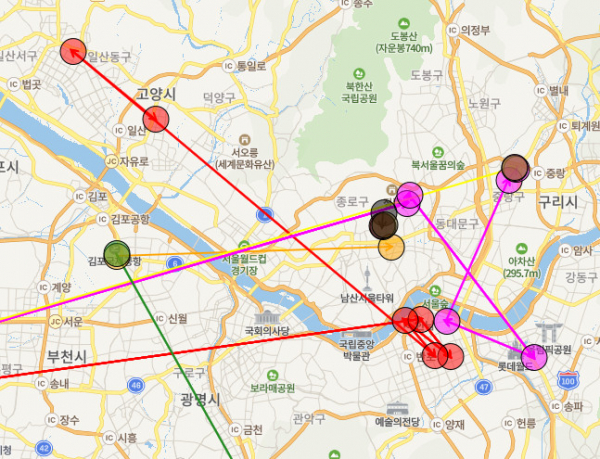 송추
도봉산
(자운봉740m)
IC 의정부
일산서구
일산동구
IC 통일로
도봉구
IC 법곳
북한산
국립공원
IC 별내
고양시
덕양구
노원구
IC 일산
IC 퇴계원
서오릉
(세계문화유산)
북서울꿈의숲
IC 자유로
IC 중랑
포시
IC 김포
종로구
중랑구
구리시
IC 김포공항
동대문구
서울월드컵
경기장
아차산
(295.7m)
IC 암사
강동구
6
IC 계양
남산서울타워
서울숲
IC 서운
IC 신월
국회의사당
국립중앙
박물관
부천시
롯데월드
올림픽공원
평구
IC 송내
46
구로구
보라매공원
47
100
광명시
IC 송파
IC 장수
관악구
예술의전당
IC 양재
IC 헌릉
IC 시흥
IC 금천
42